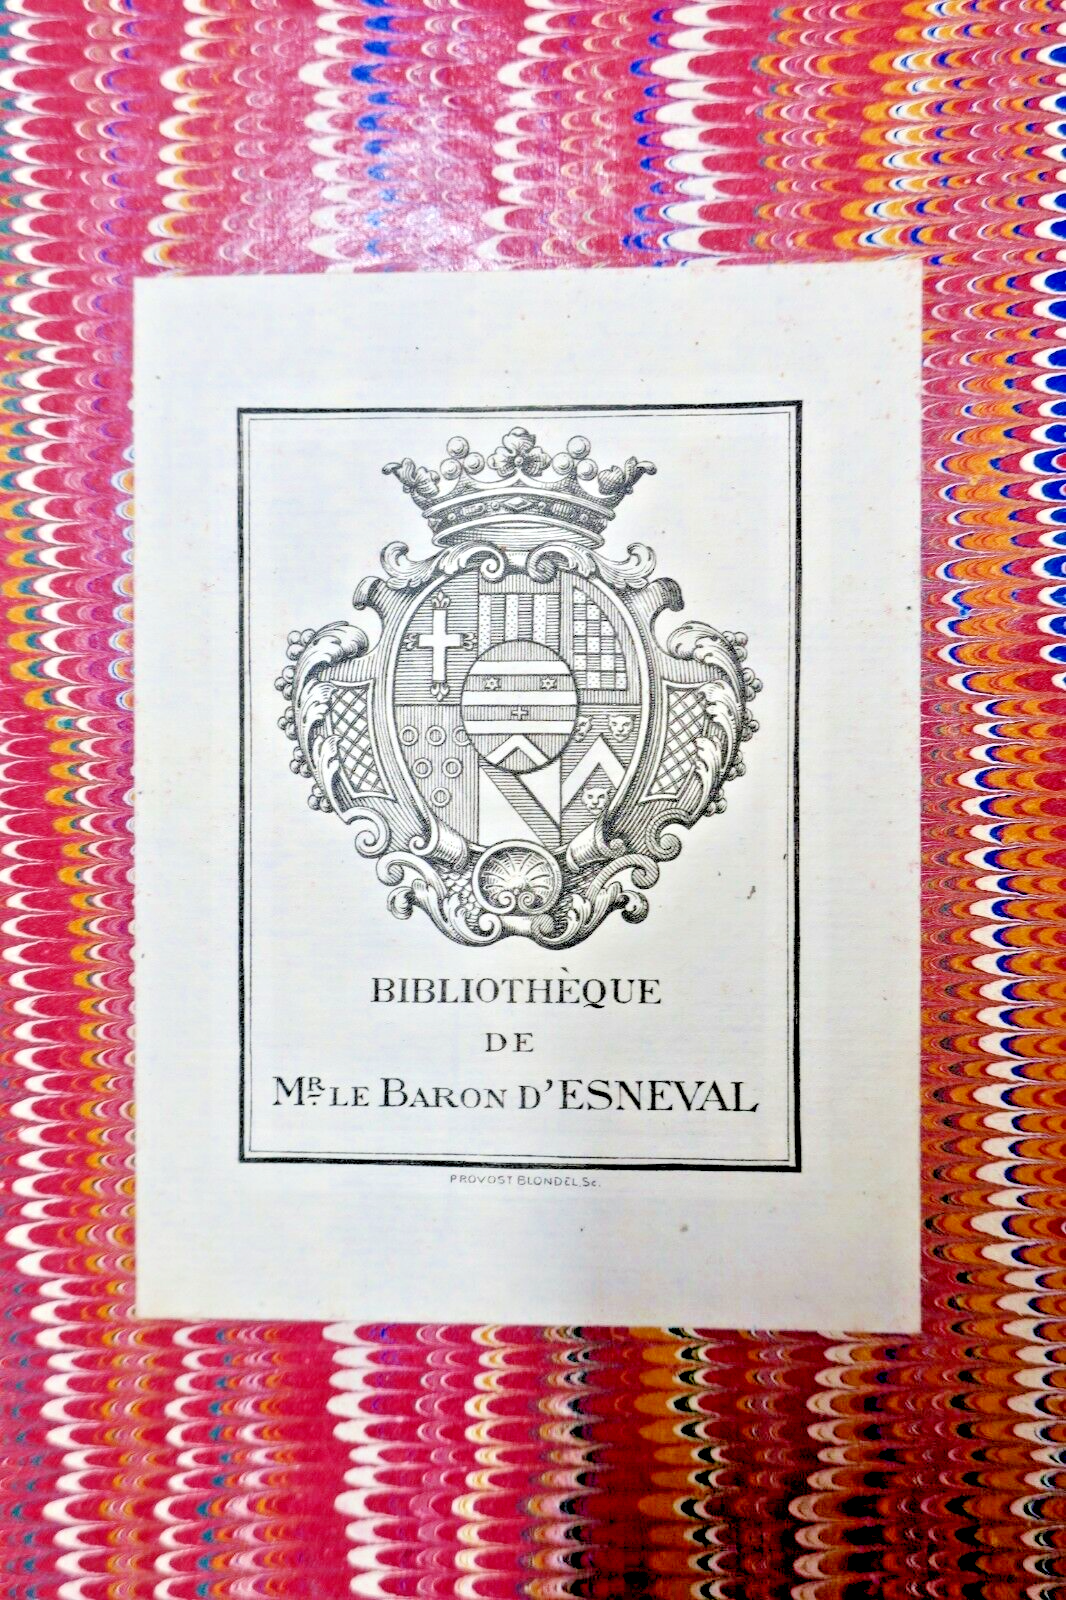 BIBLIOTHÈQUE
DE
MR. LE BARON D'ESNEVAL
PROVOST BLONDEL. Sc.